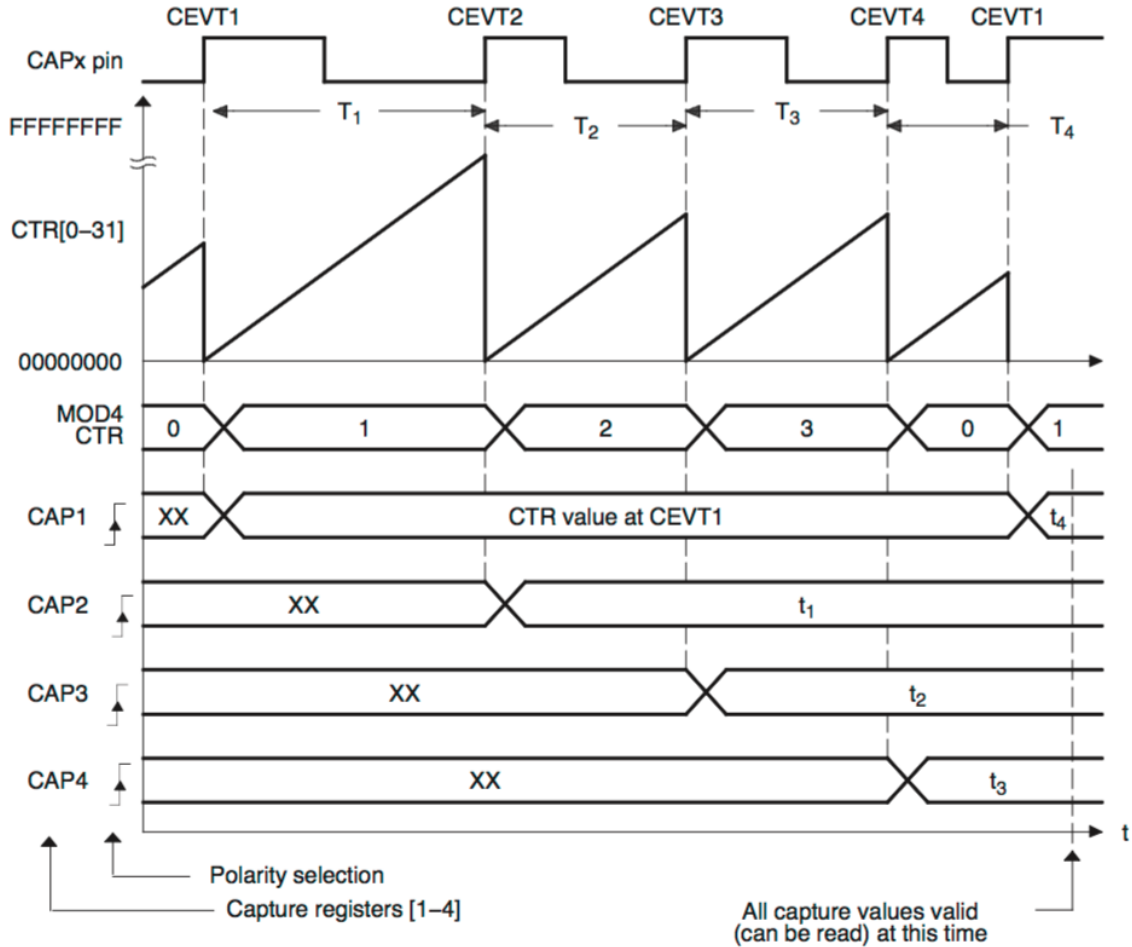 CEVT1 CEVT2 CEVT3 CEVT4 CEVT1
CAPx pin
T1 T2 T3 T4
FFFFFFFF
CTR[0–31]
00000000
MOD4
CTR
0 1 2 3 0 1
CAP1 XX CTR value at CEVT1 t4
CAP2 XX t1
CAP3 XX t2
CAP4 XX t3
t
Polarity selection
Capture registers [1–4]
All capture values valid
(can be read) at this time